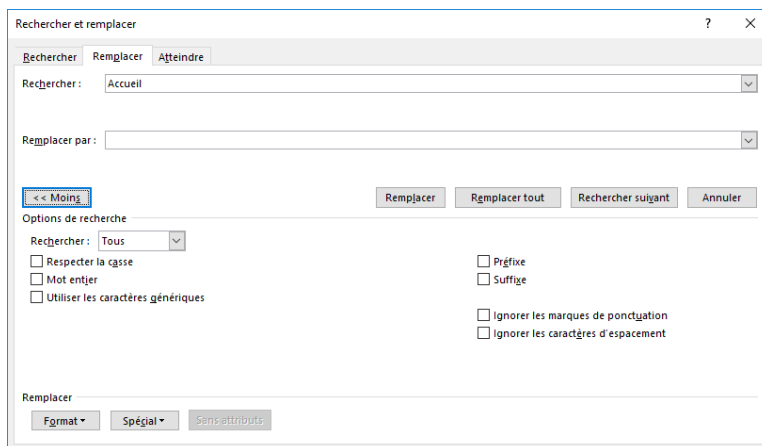 Rechercher et remplacer ? X
Rechercher Remplacer Atteindre
Rechercher : Accueil
Remplacer par :
<< Moins Remplacer Remplacer tout Rechercher suivant Annuler
Options de recherche
Rechercher : Tous
Respecter la casse Préfixe
Mot entier Suffixe
Utiliser les caractères génériques
Ignorer les marques de ponctuation
Ignorer les caractères d'espacement
Remplacer
Format Spécial Sans attributs